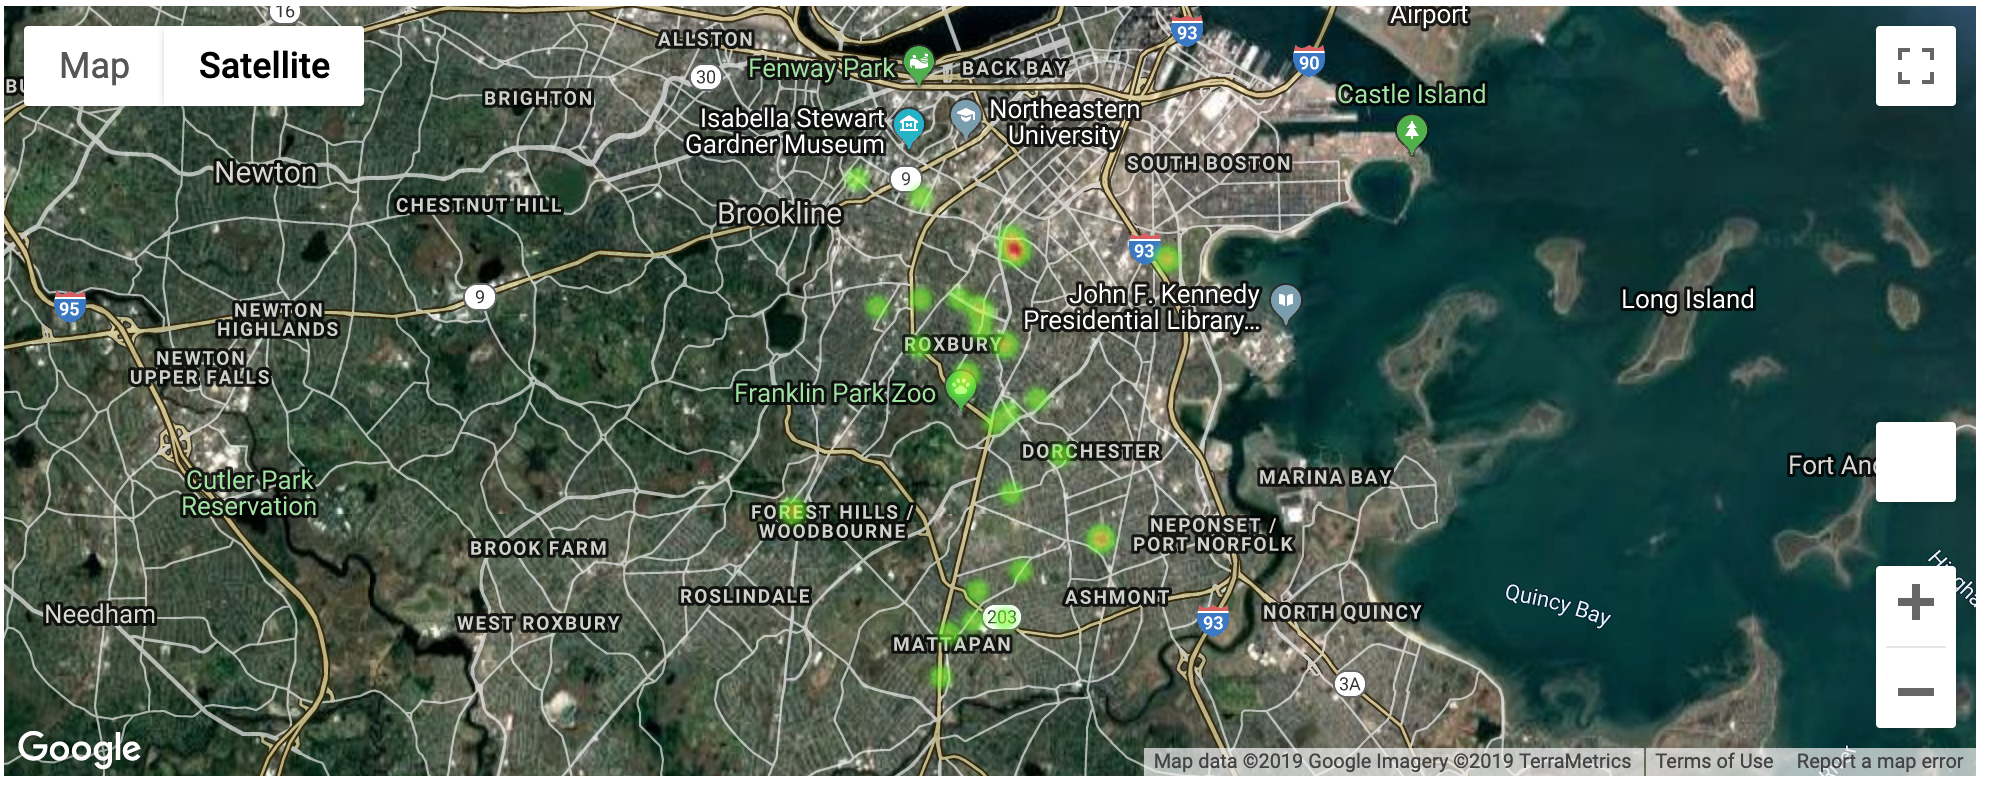 16
Airport
93
ALLSTON
Map
Satellite
Fenway Park
BACK BAY
90
30
BU
BRIGHTON
Castle Island
Isabella Stewart
Gardner Museum
Northeastern
University
SOUTH BOSTON
Newton
9
CHESTNUT HILL
Brookline
93
9
95
NEWTON
HIGHLANDS
John F. Kennedy
Presidential Library...
Long Island
ROXBURY
NEWTON
UPPER FALLS
Franklin Park Zoo
DORCHESTER
Fort And
MARINA BAY
Cutler Park
Reservation
FOREST HILLS /
WOODBOURNE
NEPONSET /
PORT NORFOLK
BROOK FARM
Hingha
ROSLINDALE
ASHMONT
Quincy Bay
Needham
WEST ROXBURY
203
93
NORTH QUINCY
MATTAPAN
3A
Google
River
Map data ©2019 Google Imagery ©2019 TerraMetrics
Terms of Use
Report a map error